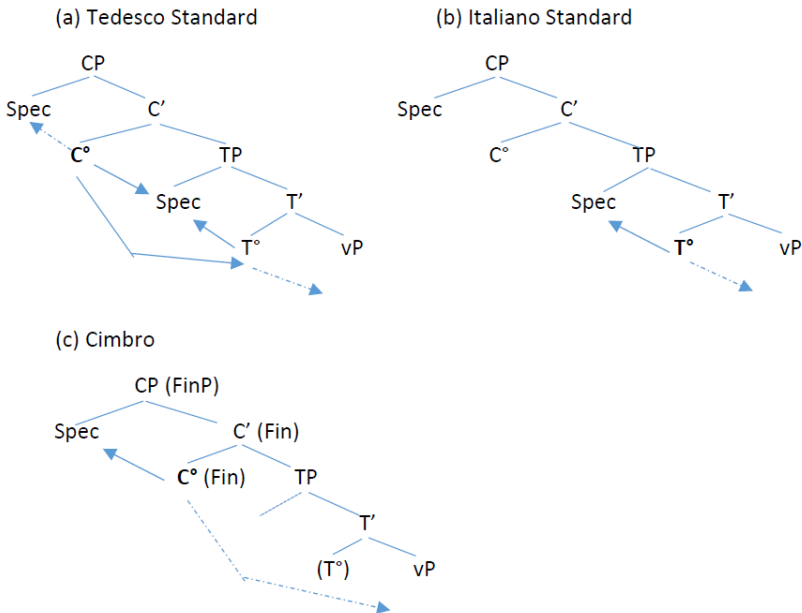 (a) Tedesco Standard
CP
Spec C’
C° TP
Spec T’
T° vP
(b) Italiano Standard
CP
Spec C’
C° TP
Spec T’
T° vP
(c) Cimbro
CP (FinP)
Spec C’ (Fin)
C° (Fin) TP
T’
(T°) vP